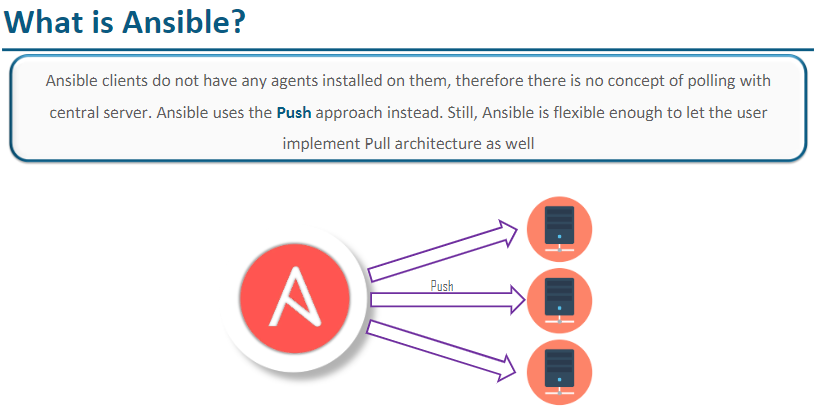 What is Ansible?
Ansible clients do not have any agents installed on them, therefore there is no concept of polling with
central server. Ansible uses the Push approach instead. Still, Ansible is flexible enough to let the user
implement Pull architecture as well
Push